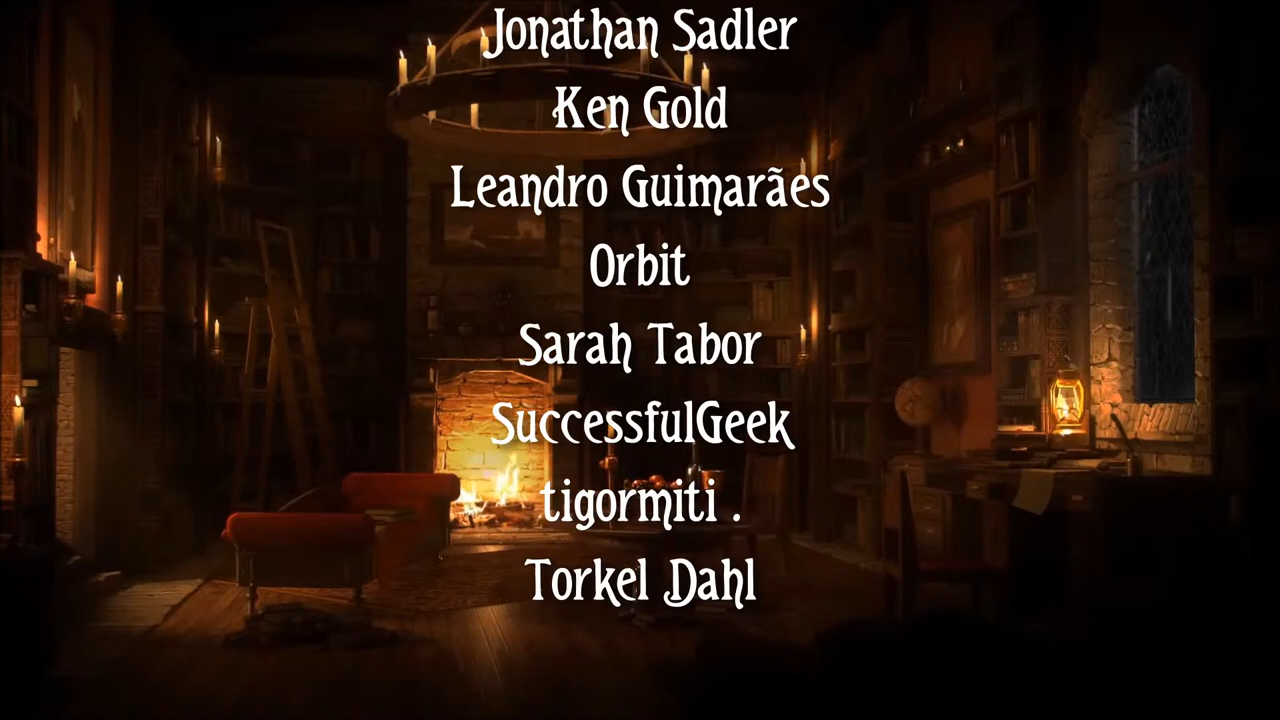 Jonathan Sadler
Ken Gold
Leandro Guimarães
Orbit
Sarah Tabor
SuccessfulGeek
tigormiti .
Torkel Dahl